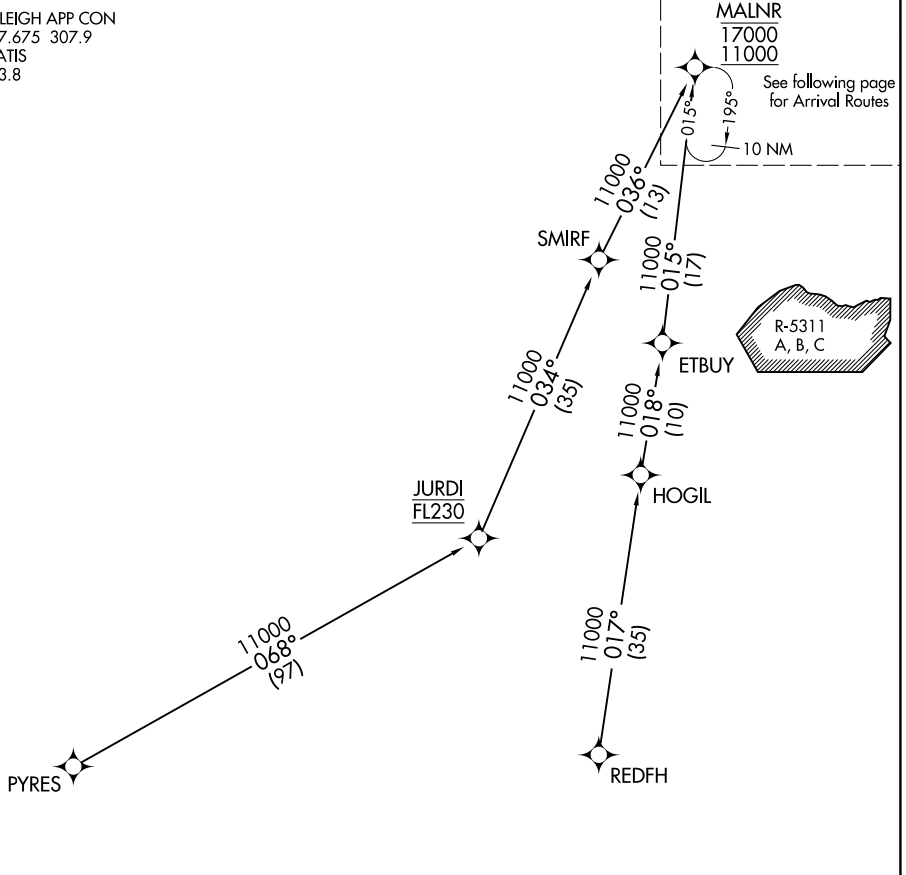 LEIGH APP CON
7.675 307.9
ATIS
3.8
MALNR
17000
11000
See following page
for Arrival Routes
015°
195°
10 NM
11000
036°
(13)
SMIRF
11000
015°
(17)
R-5311
A, B, C
ETBUY
11000
034°
(35)
11000
018°
(10)
JURDI
FL230
HOGIL
11000
017°
(35)
11000
068°
(97)
PYRES
REDFH